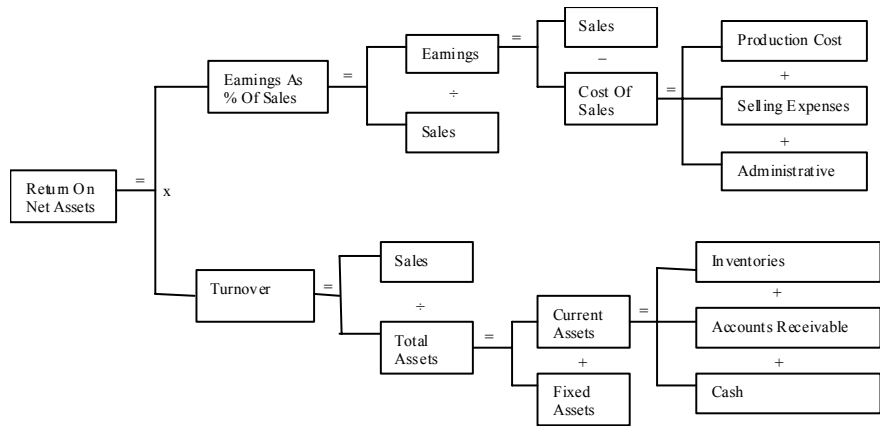 Return On
Net Assets
=
x
Earnings As
% Of Sales
=
Earnings
÷
Sales
=
Sales
−
Cost Of
Sales
=
Production Cost
+
Selling Expenses
+
Administrative
Turnover
=
Sales
÷
Total
Assets
=
Current
Assets
+
Fixed
Assets
=
Inventories
+
Accounts Receivable
+
Cash